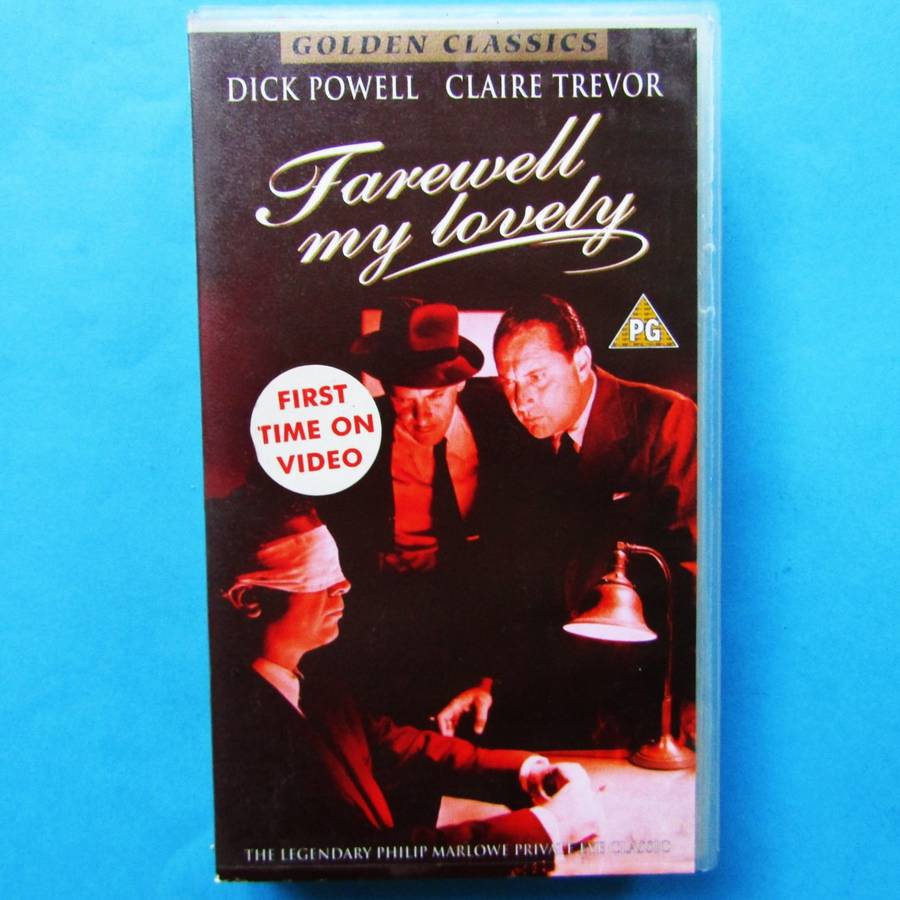 GOLDEN CLASSICS
DICK POWELL CLAIRE TREVOR
Farewell
my lovely
PG
FIRST
TIME ON
VIDEO
THE LEGENDARY PHILIP MARLOWE PRIVATE EYE CLASSIC